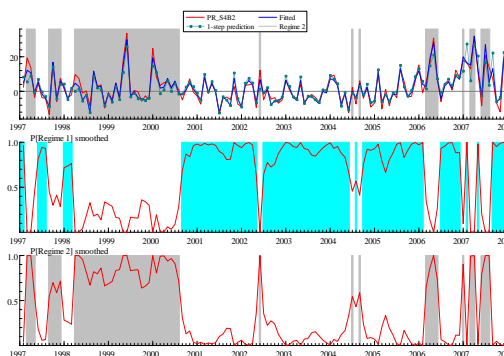 PR_S4B2 Fitted
1-step prediction Regime 2
20
0
1997 1998 1999 2000 2001 2002 2003 2004 2005 2006 2007
P[Regime 1] smoothed
1.0
0.5
1997 1998 1999 2000 2001 2002 2003 2004 2005 2006 2007
P[Regime 2] smoothed
1.0
0.5
1997 1998 1999 2000 2001 2002 2003 2004 2005 2006 2007